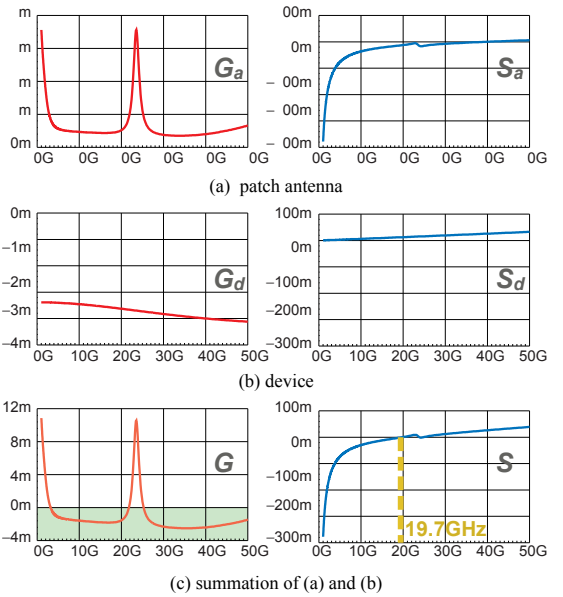 m
m
m
m
0m
Ga
0G 0G 0G 0G 0G 0G
00m
0m
– 00m
– 00m
– 00m
Sa
0G 0G 0G 0G 0G 0G
(a) patch antenna
0m
–1m
–2m
–3m
–4m
Gd
0G 10G 20G 30G 40G 50G
100m
0m
–100m
–200m
–300m
Sd
0G 10G 20G 30G 40G 50G
(b) device
12m
8m
4m
0m
–4m
G
0G 10G 20G 30G 40G 50G
100m
0m
–100m
–200m
–300m
S
19.7GHz
0G 10G 20G 30G 40G 50G
(c) summation of (a) and (b)